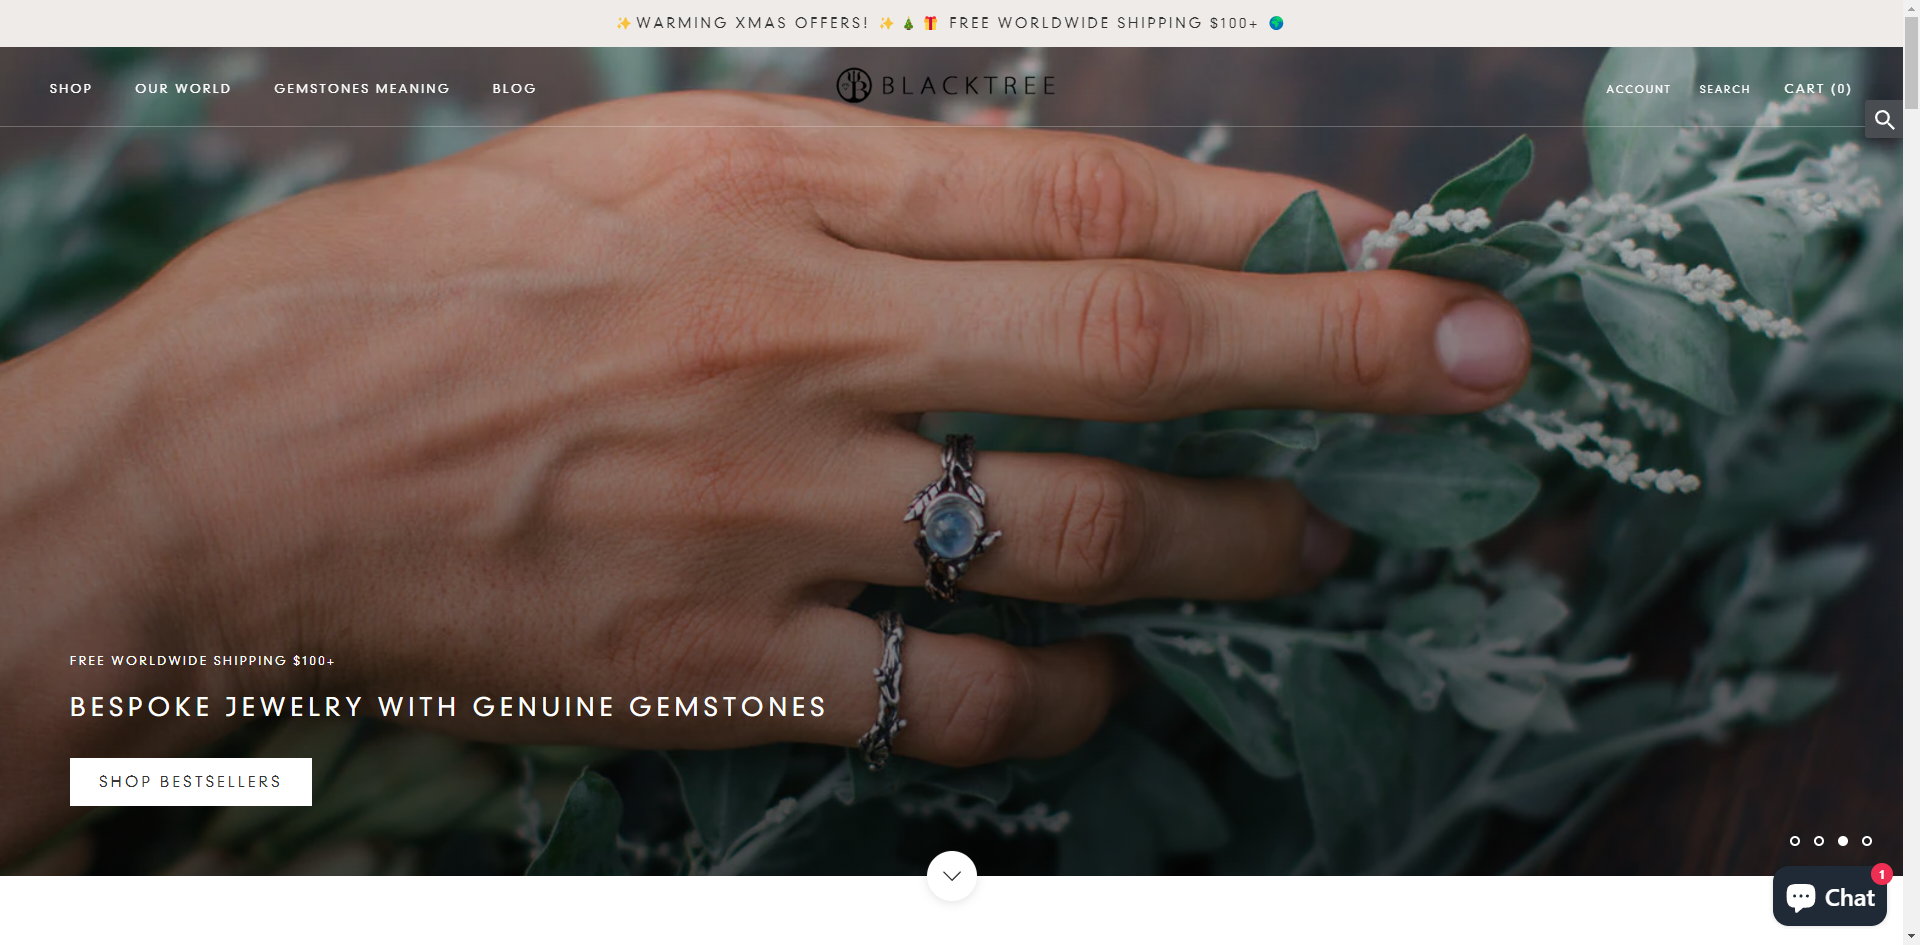 ✨WARMING XMAS OFFERS! ✨🎄🎁 FREE WORLDWIDE SHIPPING $100+ 🌎
SHOP OUR WORLD GEMSTONES MEANING BLOG
BLACKTREE
ACCOUNT SEARCH CART (0)
FREE WORLDWIDE SHIPPING $100+
BESPOKE JEWELRY WITH GENUINE GEMSTONES
SHOP BESTSELLERS
1
Chat